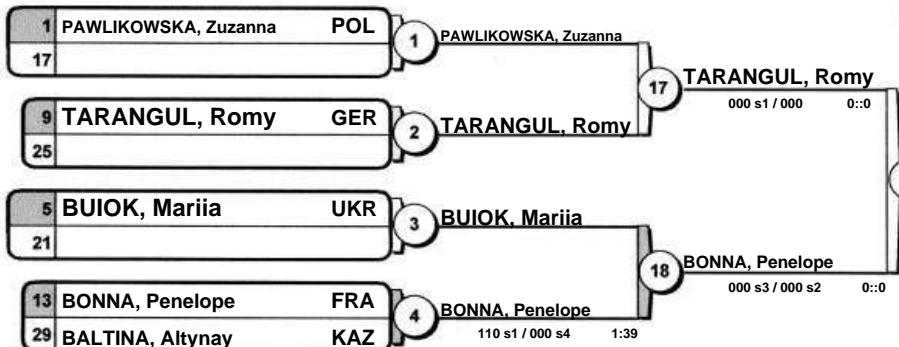 1 PAWLIKOWSKA, Zuzanna POL
17
1
PAWLIKOWSKA, Zuzanna
9 TARANGUL, Romy GER
25
2
TARANGUL, Romy
17
TARANGUL, Romy
000 s1 / 000 0::0
5 BUIOK, Mariia UKR
21
3
BUIOK, Mariia
13 BONNA, Penelope FRA
29 BALTINA, Altynay KAZ
4
BONNA, Penelope
110 s1 / 000 s4 1:39
18
BONNA, Penelope
000 s3 / 000 s2 0::0